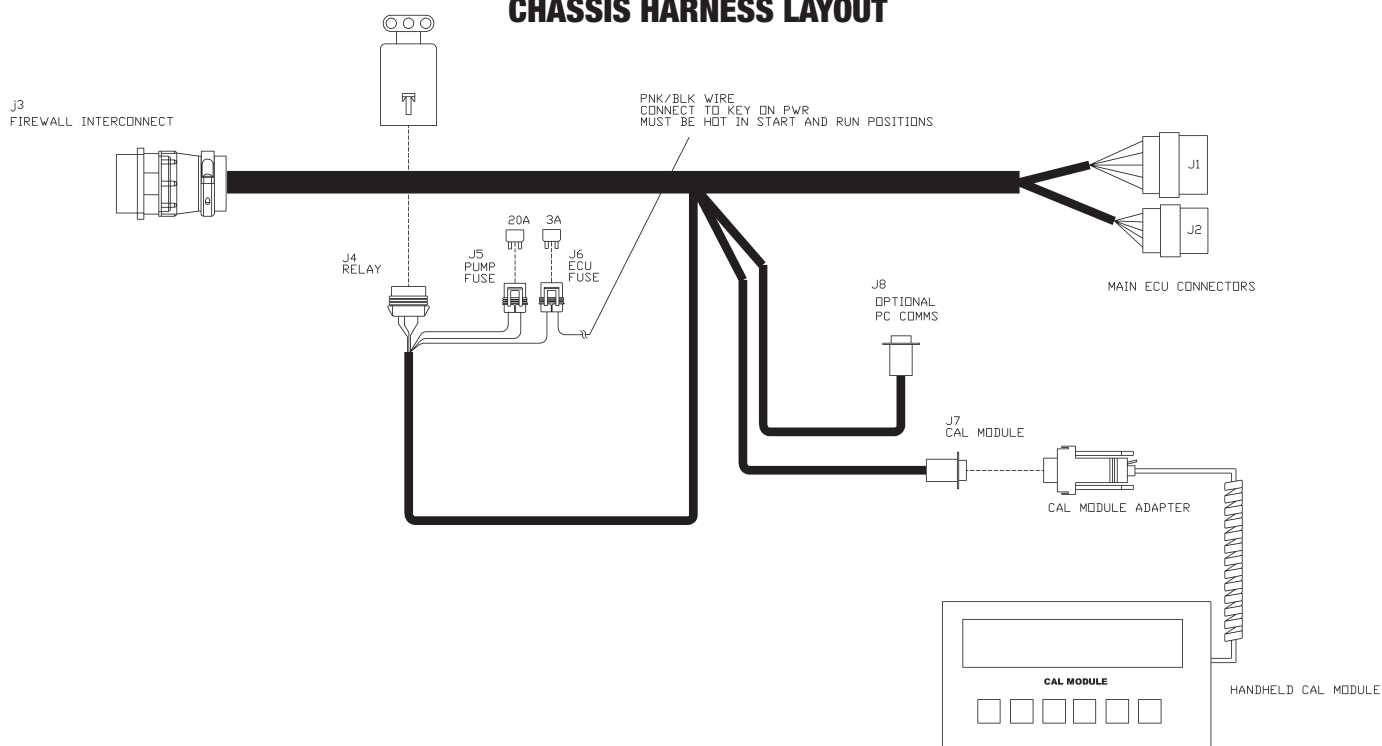 CHASSIS HARNESS LAYOUT
j3
FIREWALL INTERCONNECT
PNK/BLK WIRE
CONNECT TO KEY ON PWR
MUST BE HOT IN START AND RUN POSITIONS
J1
J2
MAIN ECU CONNECTORS
J4
RELAY
20A
3A
J5
PUMP
FUSE
J6
ECU
FUSE
J8
OPTIONAL
PC COMMS
J7
CAL MODULE
CAL MODULE ADAPTER
CAL MODULE
HANDHELD CAL MODULE